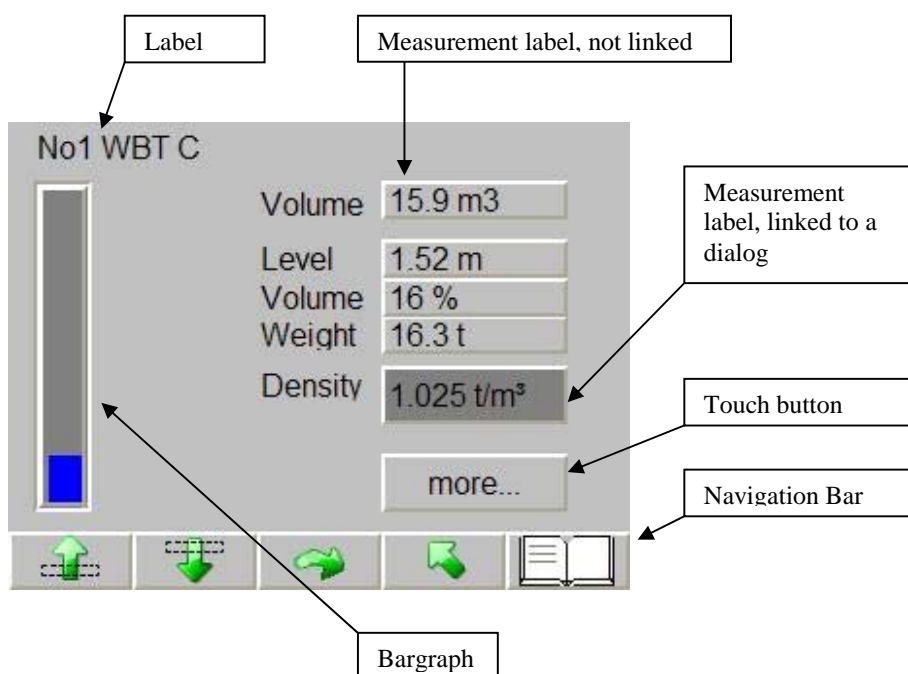 Label
Measurement label, not linked
No1 WBT C
Volume 15.9 m3
Measurement
label, linked to a
dialog
Level 1.52 m
Volume 16 %
Weight 16.3 t
Density 1.025 t/m³
Touch button
more...
Navigation Bar
Bargraph